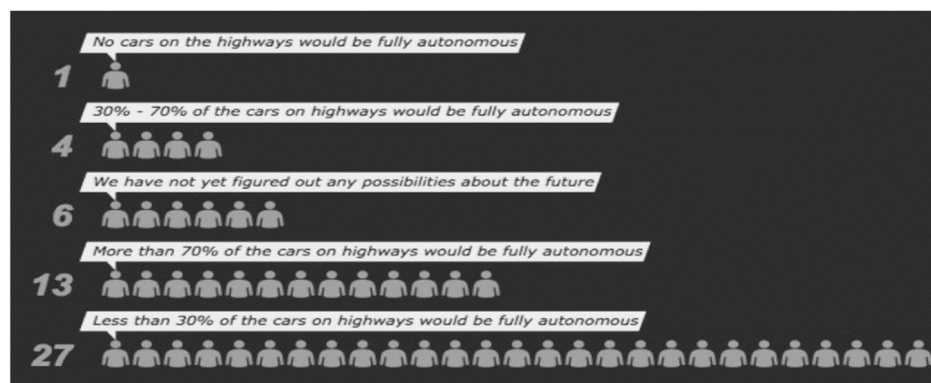 No cars on the highways would be fully autonomous
1
30% - 70% of the cars on highways would be fully autonomous
4
We have not yet figured out any possibilities about the future
6
More than 70% of the cars on highways would be fully autonomous
13
Less than 30% of the cars on highways would be fully autonomous
27